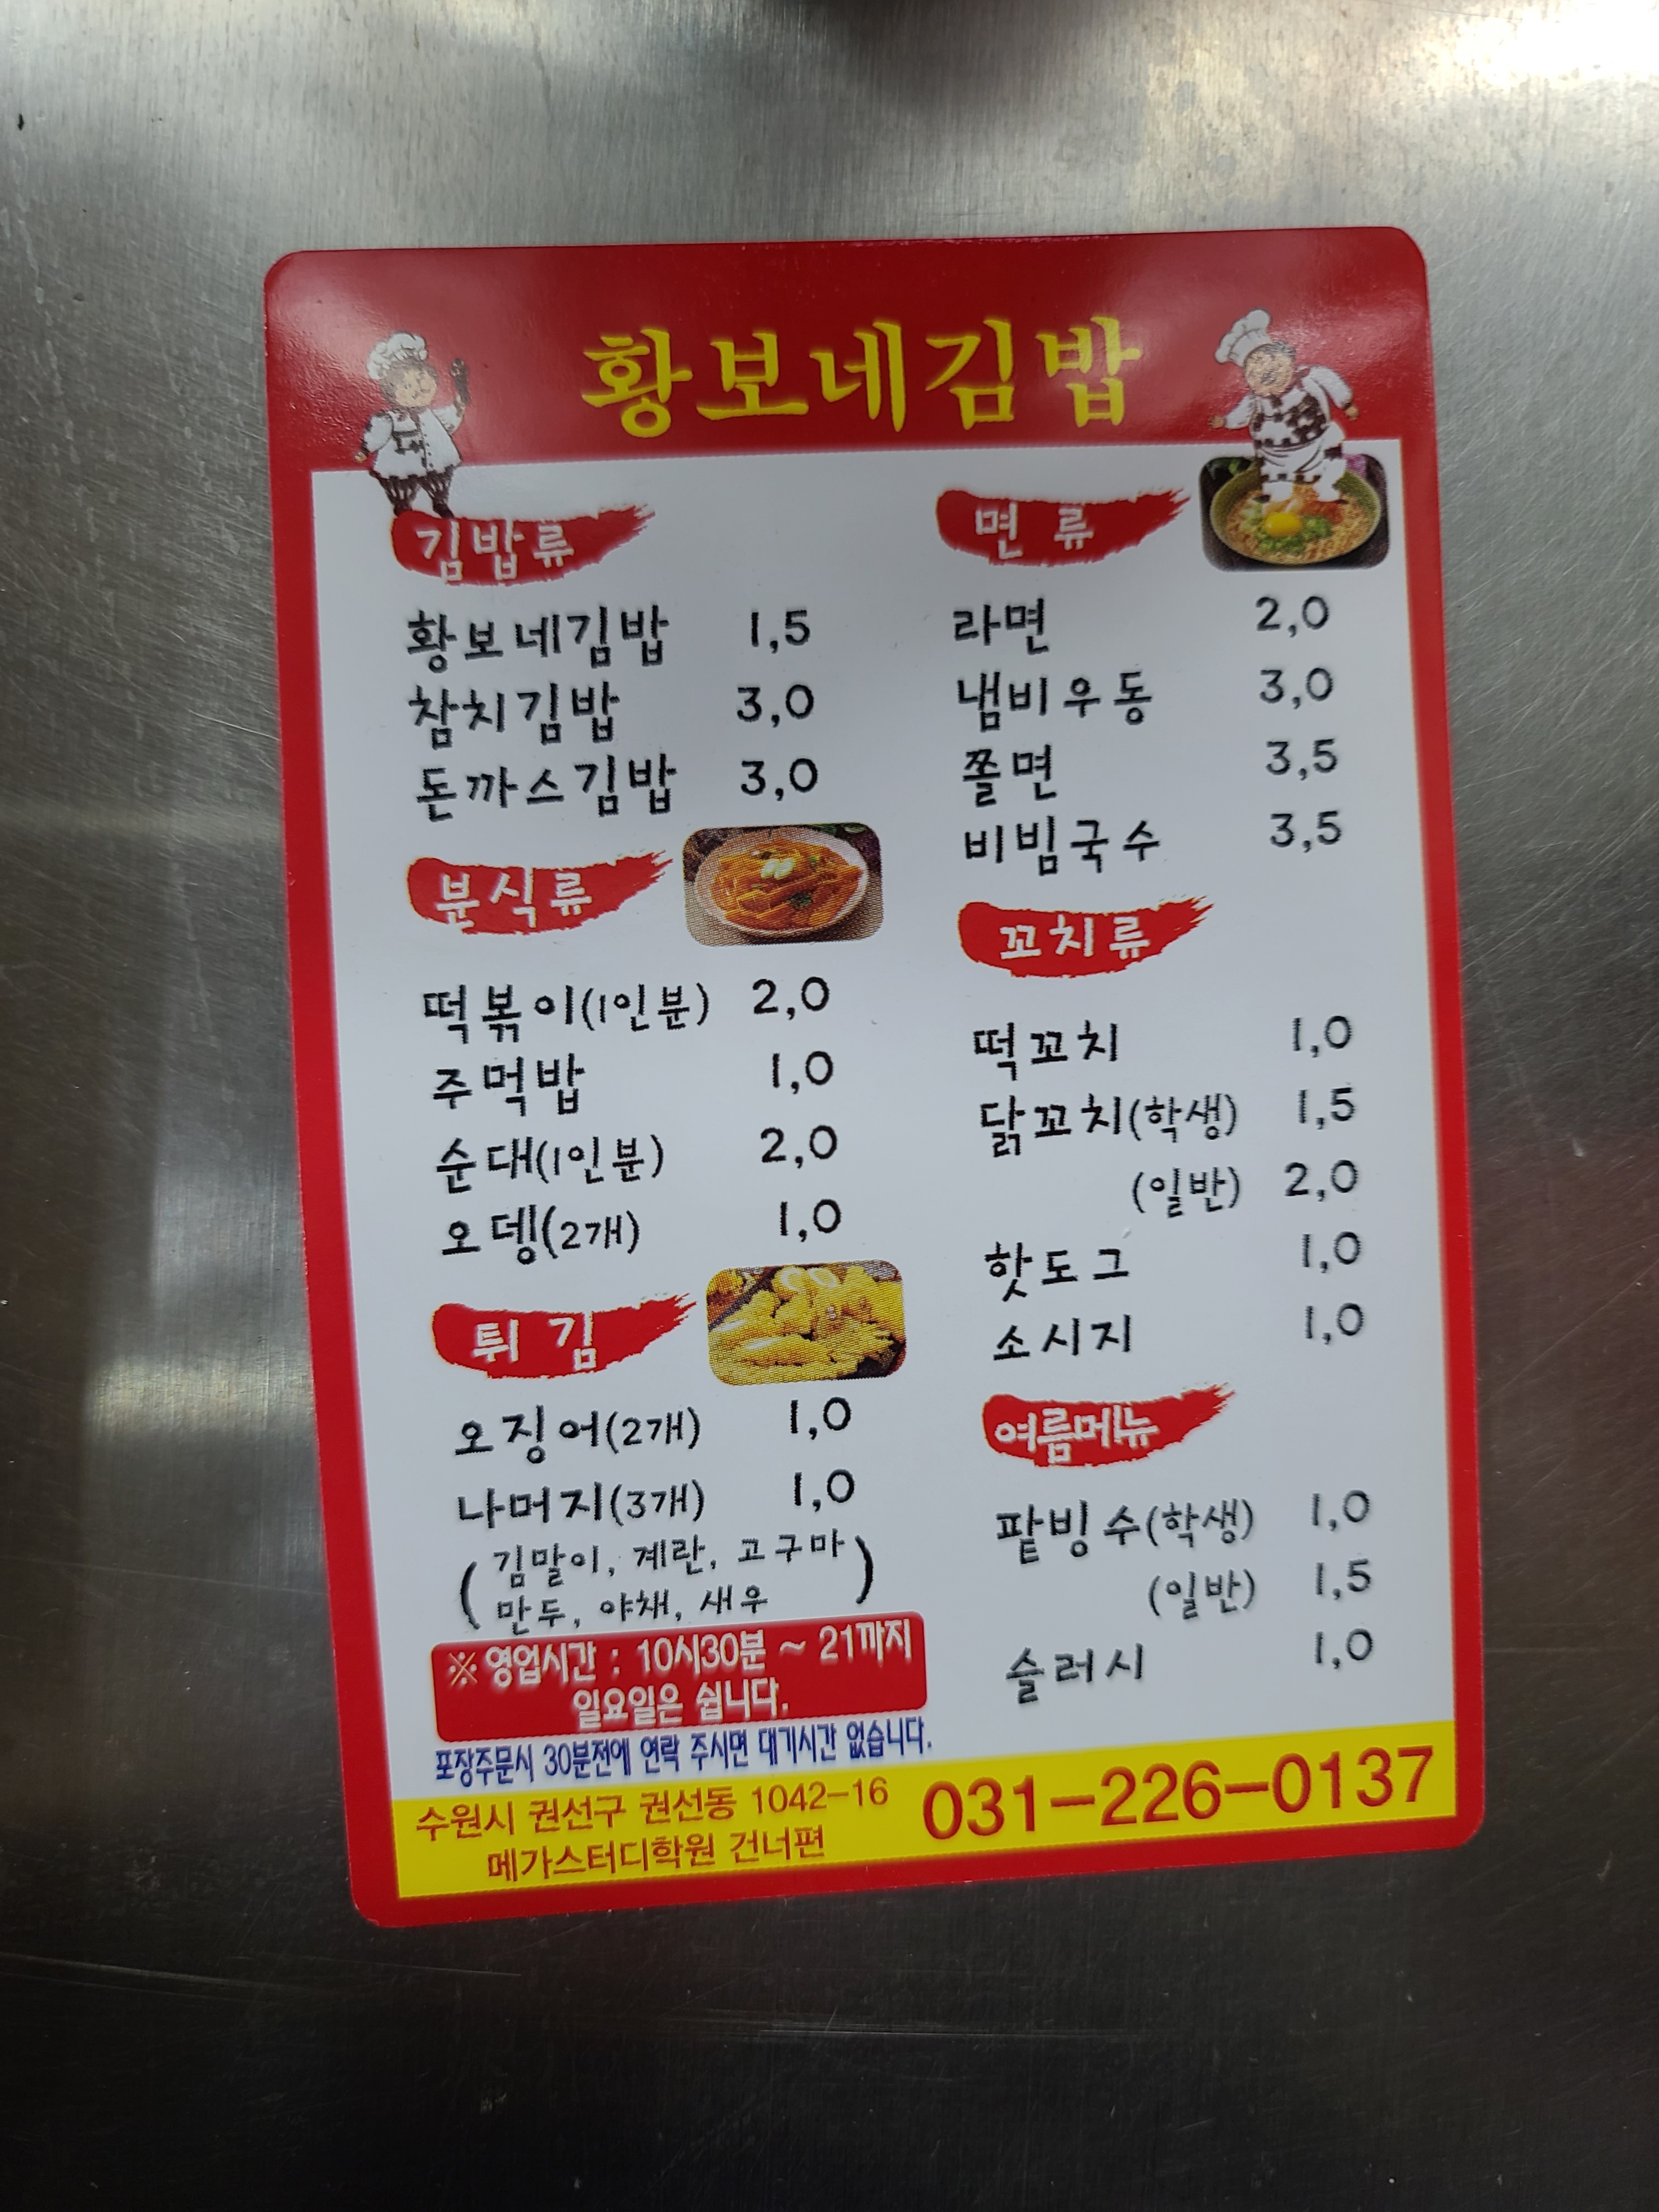 황보네김밥
김밥류
황보네김밥 1,5
참치김밥 3,0
돈까스김밥 3,0
분식류
떡볶이(1인분) 2,0
주먹밥 1,0
순대(1인분) 2,0
오뎅(2개) 1,0
튀김
오징어(2개) 1,0
나머지(3개) 1,0
(김말이, 계란, 고구마
만두, 야채, 새우)
※ 영업시간 : 10시30분 ~ 21까지
일요일은 쉽니다.
포장주문시 30분전에 연락 주시면 대기시간 없습니다.
면류
라면 2,0
냄비우동 3,0
쫄면 3,5
비빔국수 3,5
꼬치류
떡꼬치 1,0
닭꼬치(학생) 1,5
(일반) 2,0
핫도그 1,0
소시지 1,0
여름메뉴
팥빙수(학생) 1,0
(일반) 1,5
슬러시 1,0
수원시 권선구 권선동 1042-16
메가스터디학원 건너편
031-226-0137